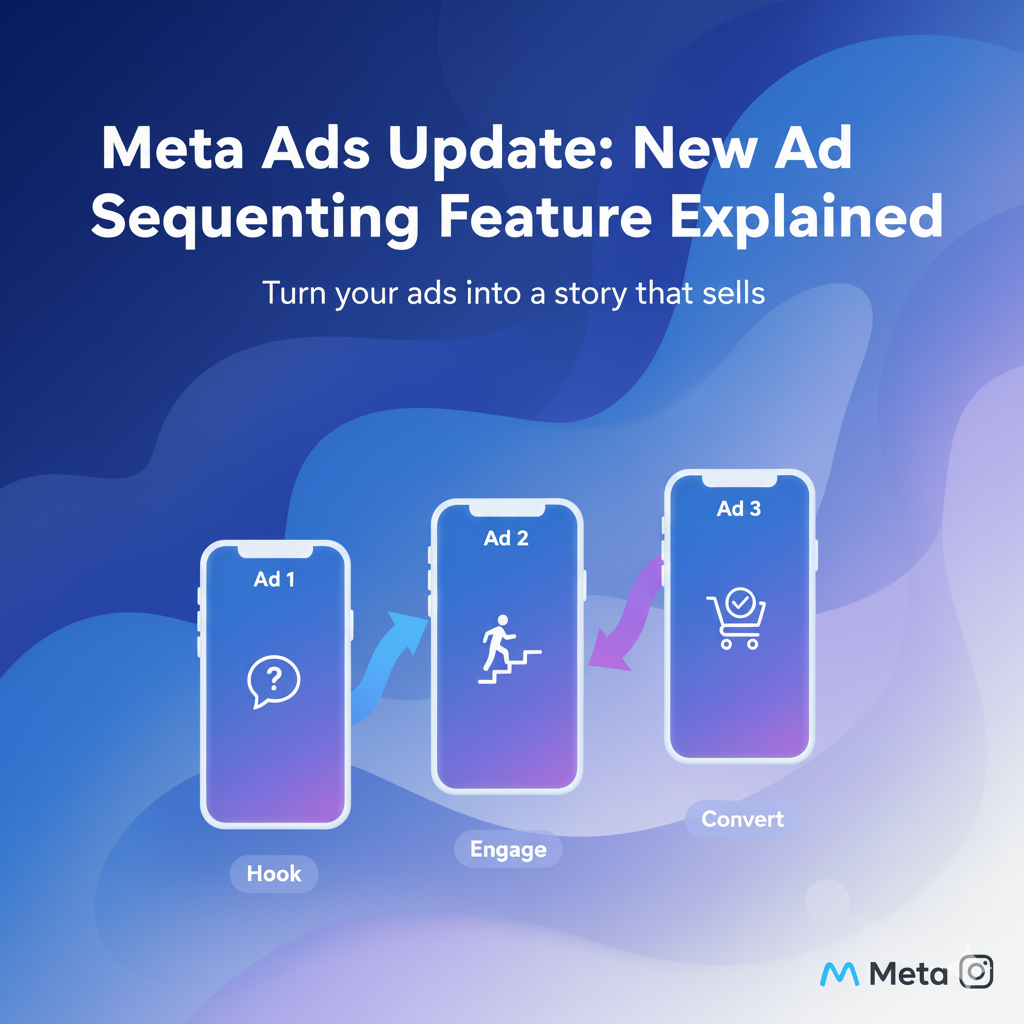 Meta Ads Update: New Ad
Sequenting Feature Explained
Turn your ads into a story that sells
Ad 1
?
Hook
Ad 2
Engage
Ad 3
Convert
Meta